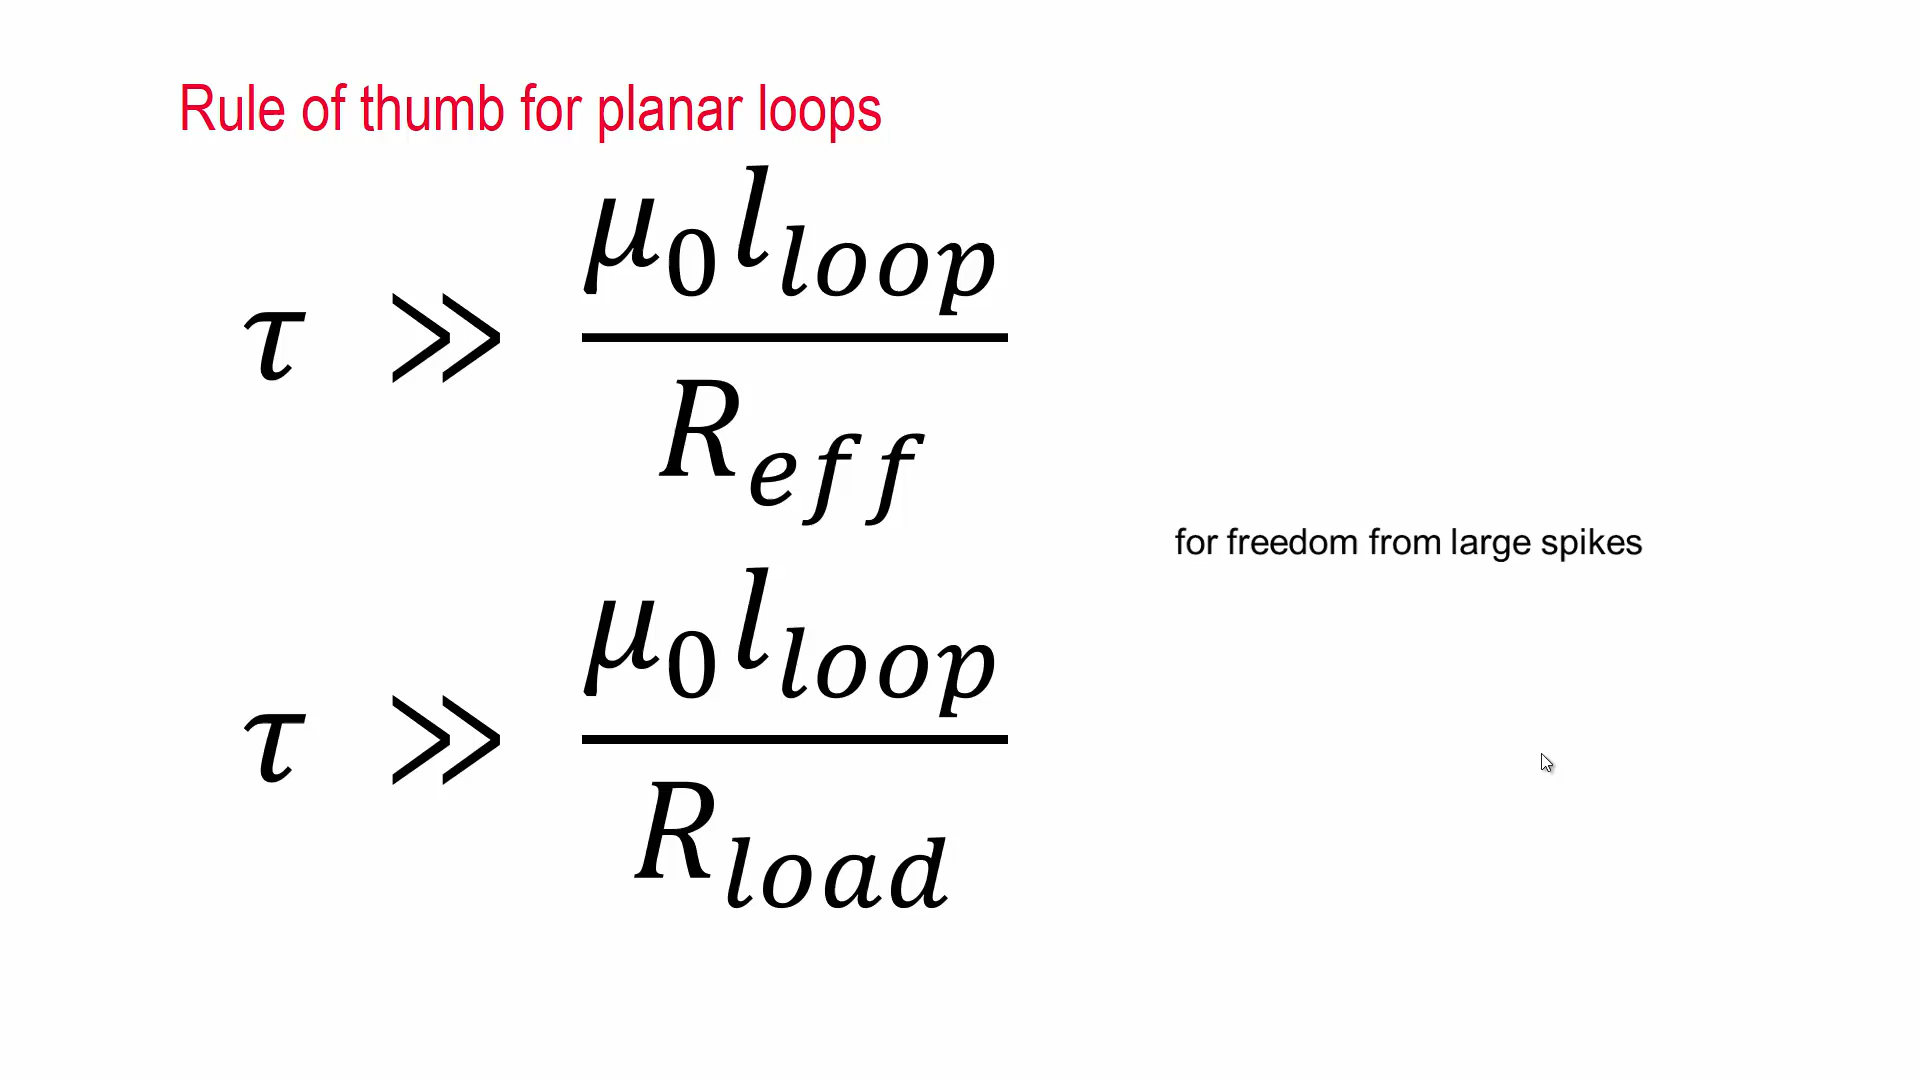 Rule of thumb for planar loops
τ ≫ μ₀l_loop / R_eff
for freedom from large spikes
τ ≫ μ₀l_loop / R_load